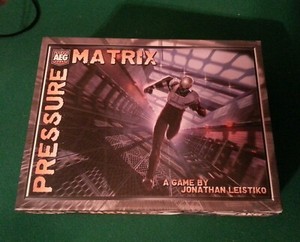 AEG
PRESSURE
MATRIX
A GAME BY
JONATHAN LEISTIKO